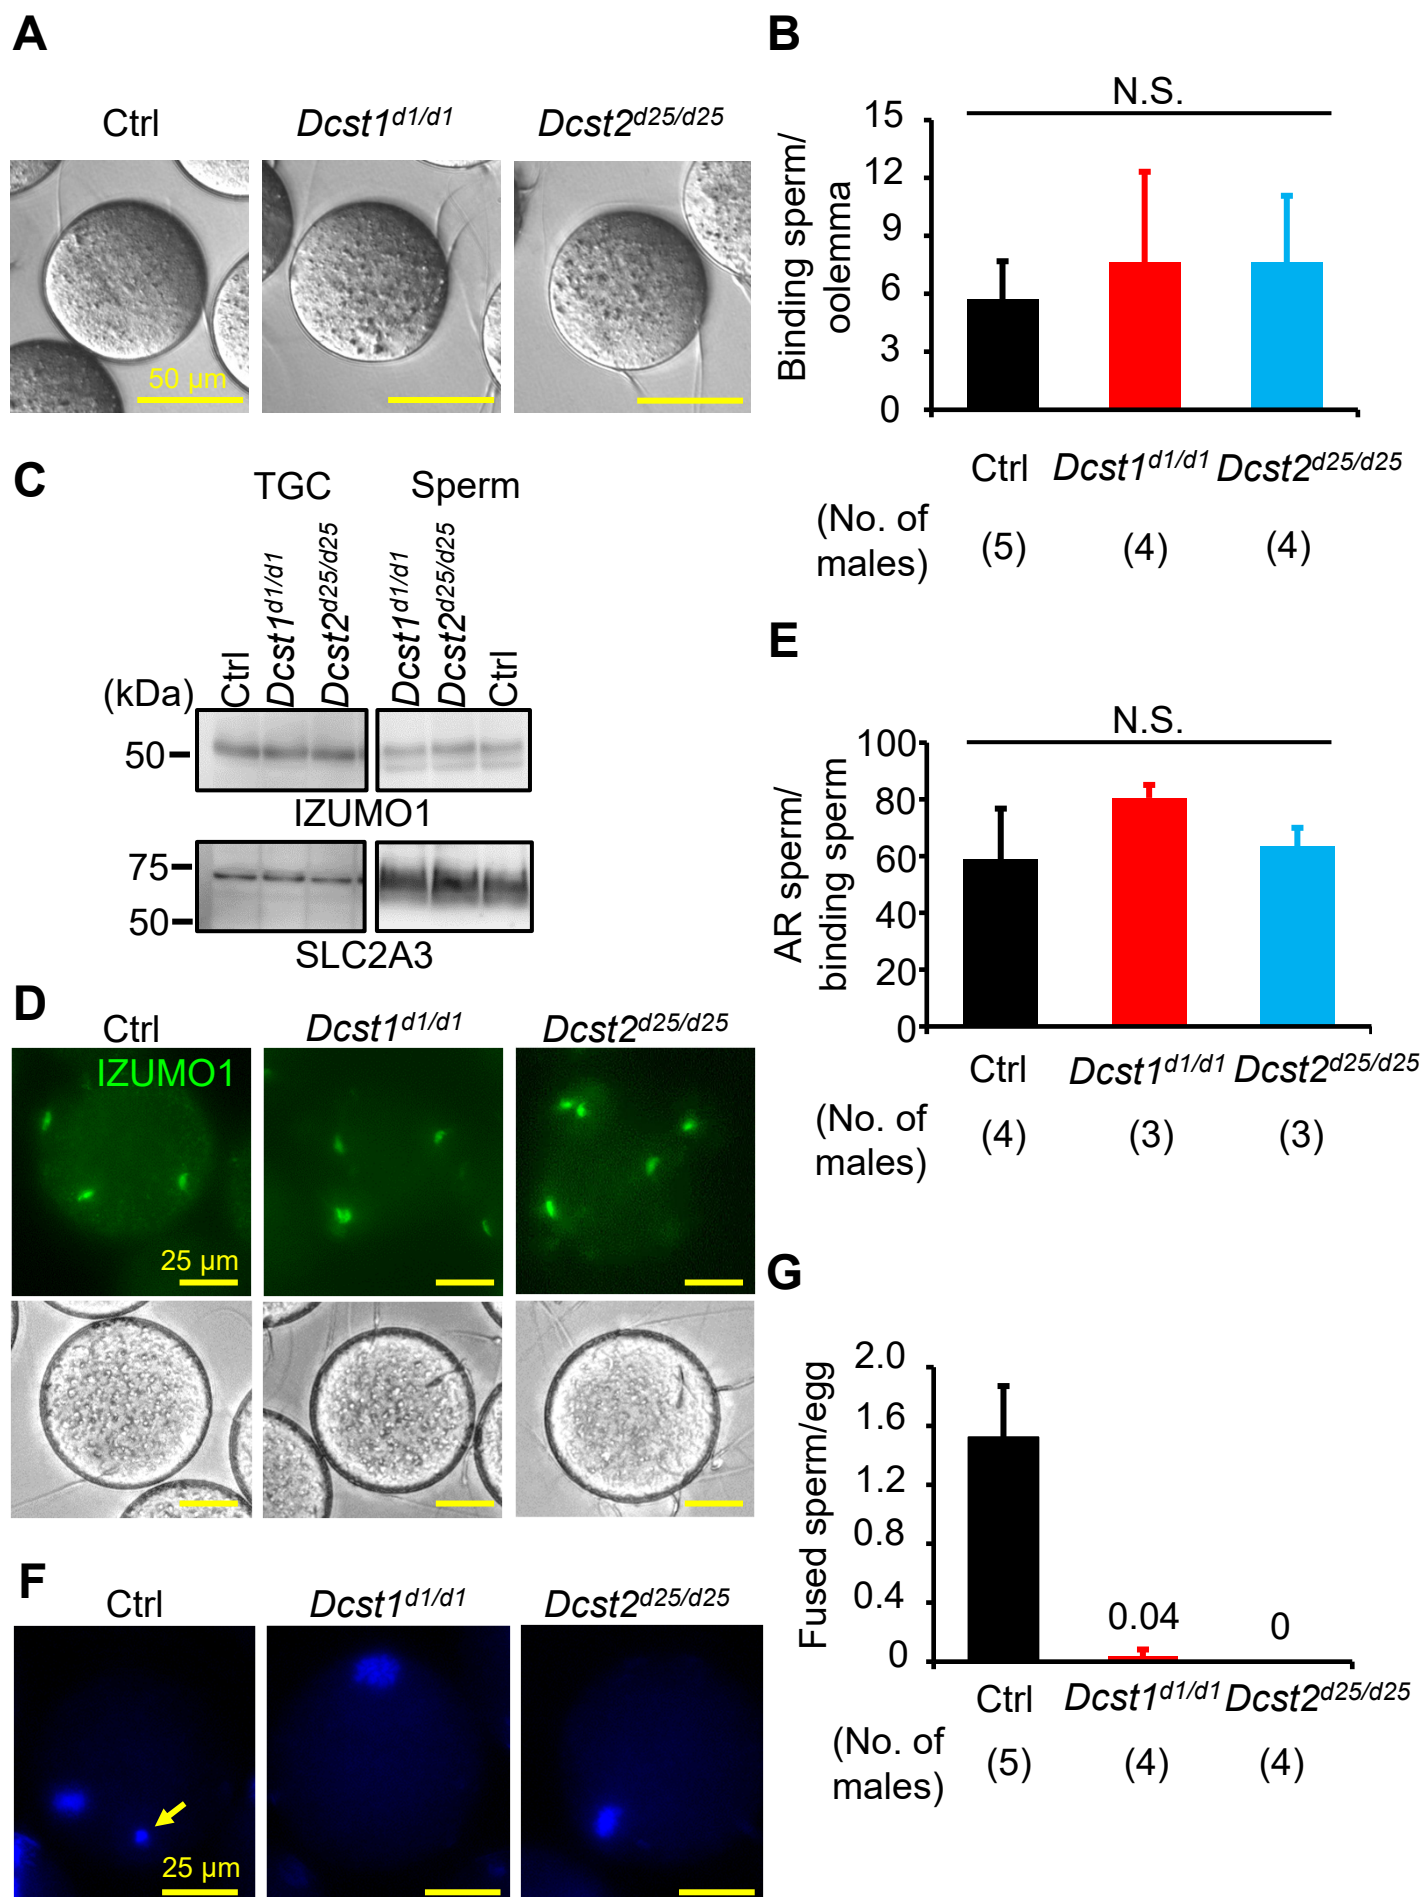 A
Ctrl
Dcst1d1/d1
Dcst2d25/d25
50 µm
B
N.S.
Binding sperm/
oolemma
15
12
9
6
3
0
Ctrl
Dcst1d1/d1
Dcst2d25/d25
(No. of
males)
(5)
(4)
(4)
C
TGC
Sperm
(kDa)
Ctrl
Dcst1d1/d1
Dcst2d25/d25
Dcst1d1/d1
Dcst2d25/d25
Ctrl
50
IZUMO1
75
50
SLC2A3
D
Ctrl
Dcst1d1/d1
Dcst2d25/d25
IZUMO1
25 µm
E
N.S.
AR sperm/
binding sperm
100
80
60
40
20
0
Ctrl
Dcst1d1/d1
Dcst2d25/d25
(No. of
males)
(4)
(3)
(3)
F
Ctrl
Dcst1d1/d1
Dcst2d25/d25
25 µm
G
Fused sperm/egg
2.0
1.6
1.2
0.8
0.4
0
0.04
0
Ctrl
Dcst1d1/d1
Dcst2d25/d25
(No. of
males)
(5)
(4)
(4)